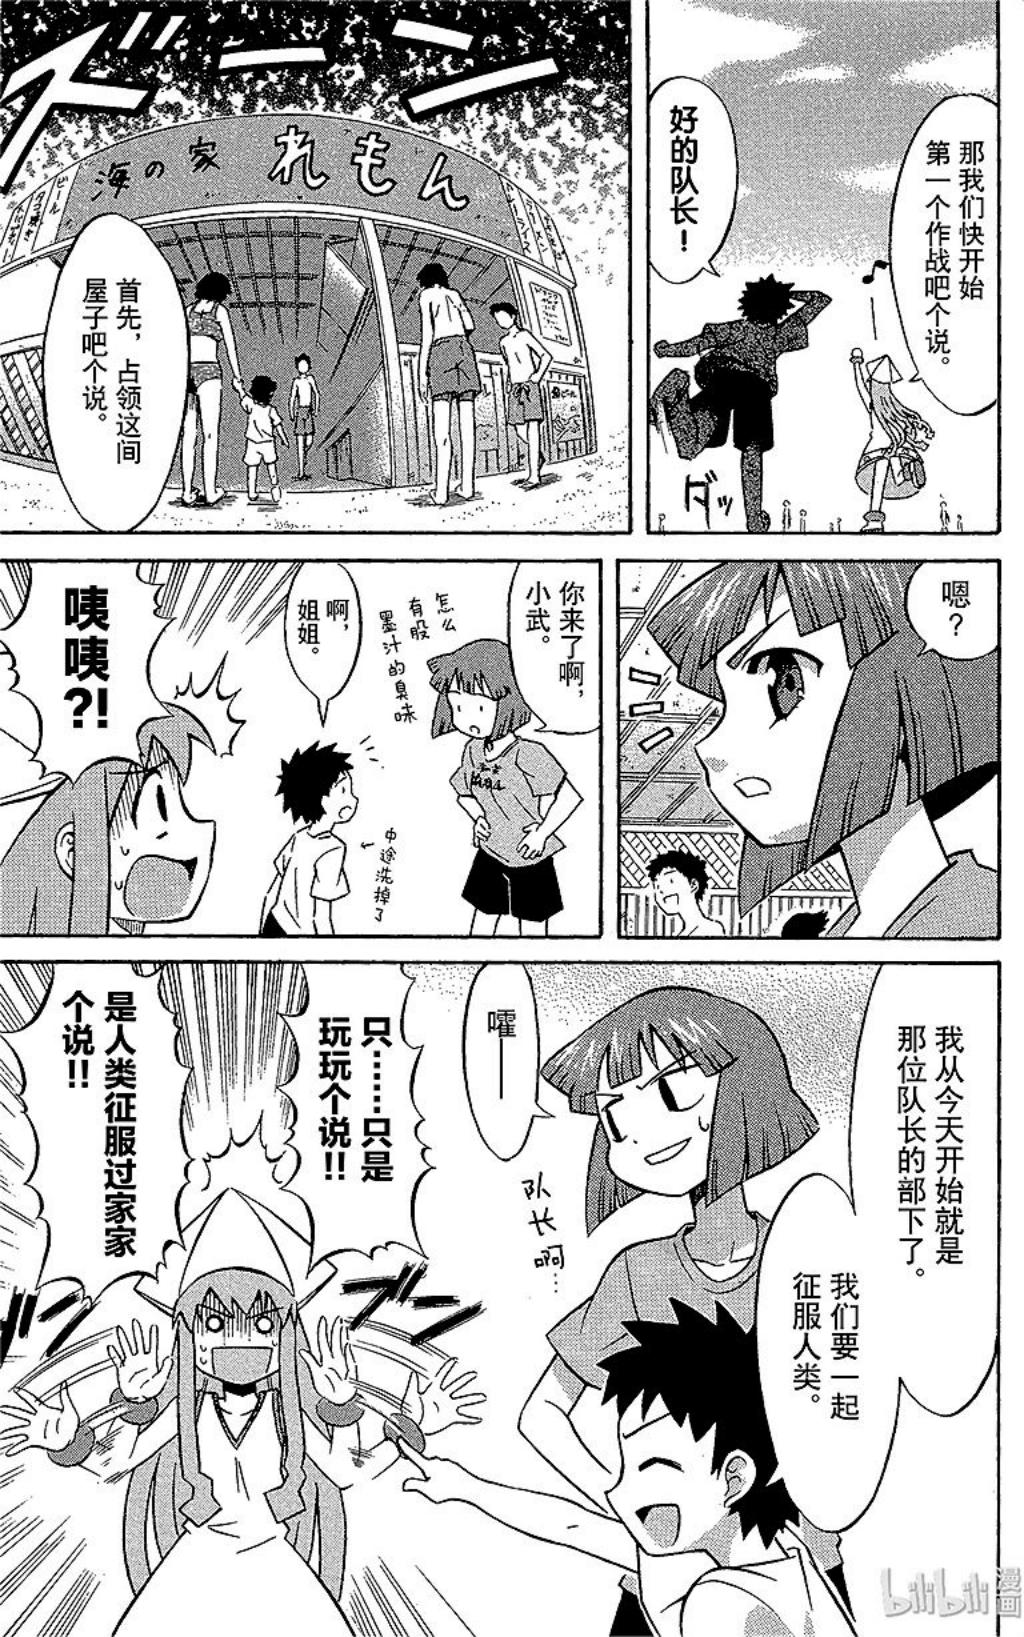 那我们快开始
第一个作战吧个说。
好的队长！
ダッ
海の家 れもん
ビール
首先，占领这间
屋子吧个说。
嗯？
你来了啊，
小武。
怎么
有股
墨汁的臭味
啊，
姐姐。
中途洗掉了
咦
咦?!
我从今天开始就是
那位队长的部下了。
我们要一起
征服人类。
嚯——
队长啊…
只……只是
玩玩个说!!
是人类征服过家家
个说!!
bilibili漫画